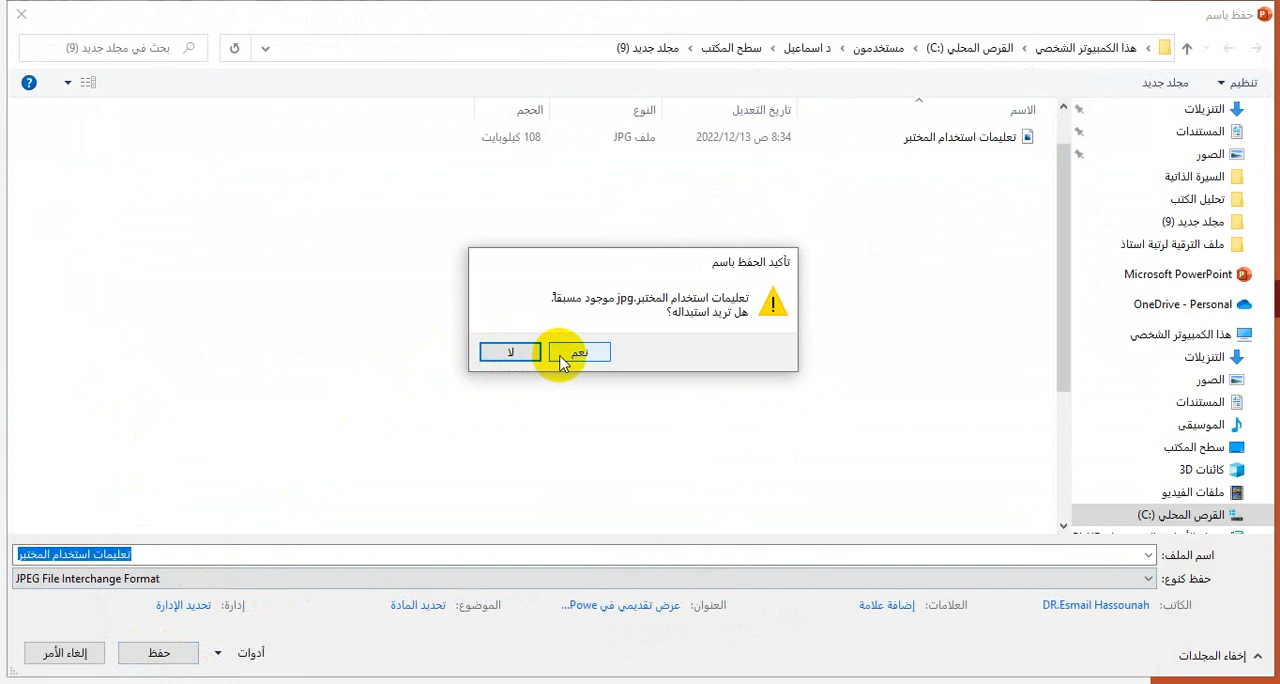 حفظ باسم
هذا الكمبيوتر الشخصي › القرص المحلي (C:) › مستخدمون › د اسماعيل › سطح المكتب › مجلد جديد (9)
بحث في مجلد جديد (9)
تنظيم
مجلد جديد
الاسم
تاريخ التعديل
النوع
الحجم
تعليمات استخدام المختبر
8:34 ص 2022/12/13
ملف JPG
108 كيلوبايت
التنزيلات
المستندات
الصور
السيرة الذاتية
تحليل الكتب
مجلد جديد (9)
ملف الترقية لرتبة استاذ
Microsoft PowerPoint
OneDrive - Personal
هذا الكمبيوتر الشخصي
التنزيلات
الصور
المستندات
الموسيقى
سطح المكتب
كائنات 3D
ملفات الفيديو
القرص المحلي (C:)
تأكيد الحفظ باسم
تعليمات استخدام المختبر.jpg موجود مسبقاً.
هل تريد استبداله؟
نعم
لا
اسم الملف:
تعليمات استخدام المختبر
حفظ كنوع:
JPEG File Interchange Format
الكاتب: DR.Esmail Hassounah
العلامات: إضافة علامة
العنوان: عرض تقديمي في Powe...
الموضوع: تحديد المادة
إدارة: تحديد الإدارة
إخفاء المجلدات
أدوات
حفظ
إلغاء الأمر